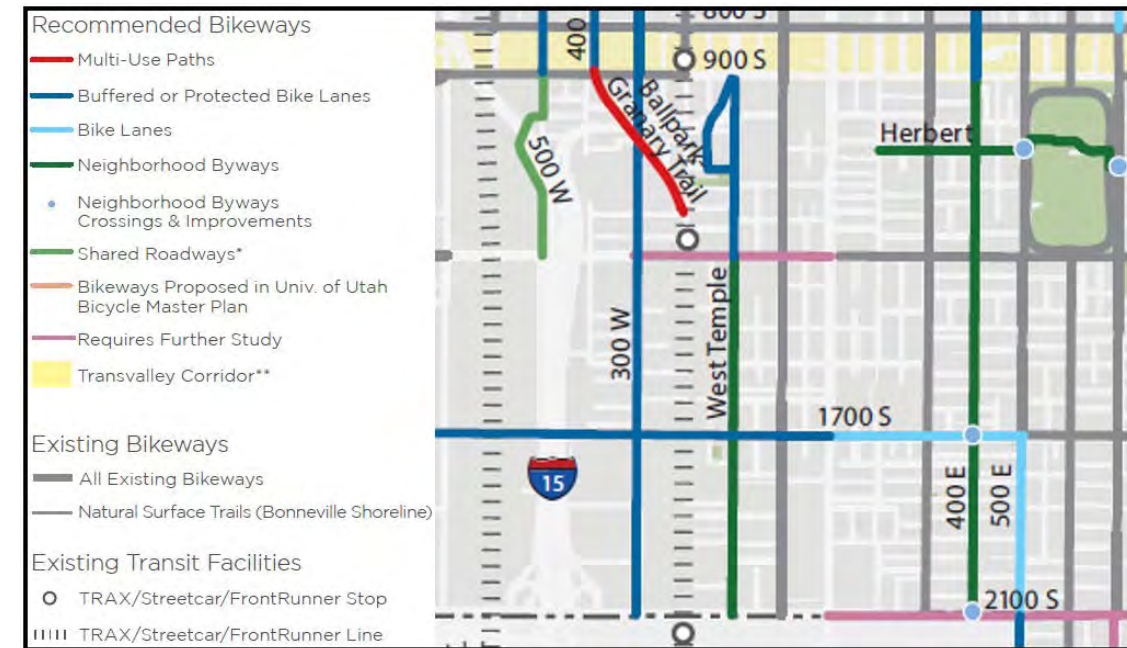 Recommended Bikeways
Multi-Use Paths
Buffered or Protected Bike Lanes
Bike Lanes
Neighborhood Byways
Neighborhood Byways
Crossings & Improvements
Shared Roadways*
Bikeways Proposed in Univ. of Utah
Bicycle Master Plan
Requires Further Study
Transvalley Corridor**
Existing Bikeways
All Existing Bikeways
Natural Surface Trails (Bonneville Shoreline)
Existing Transit Facilities
TRAX/Streetcar/FrontRunner Stop
TRAX/Streetcar/FrontRunner Line
800 S
400
900 S
Ballpark
Granary Trail
500 W
Herbert
300 W
West Temple
1700 S
15
400 E
500 E
2100 S